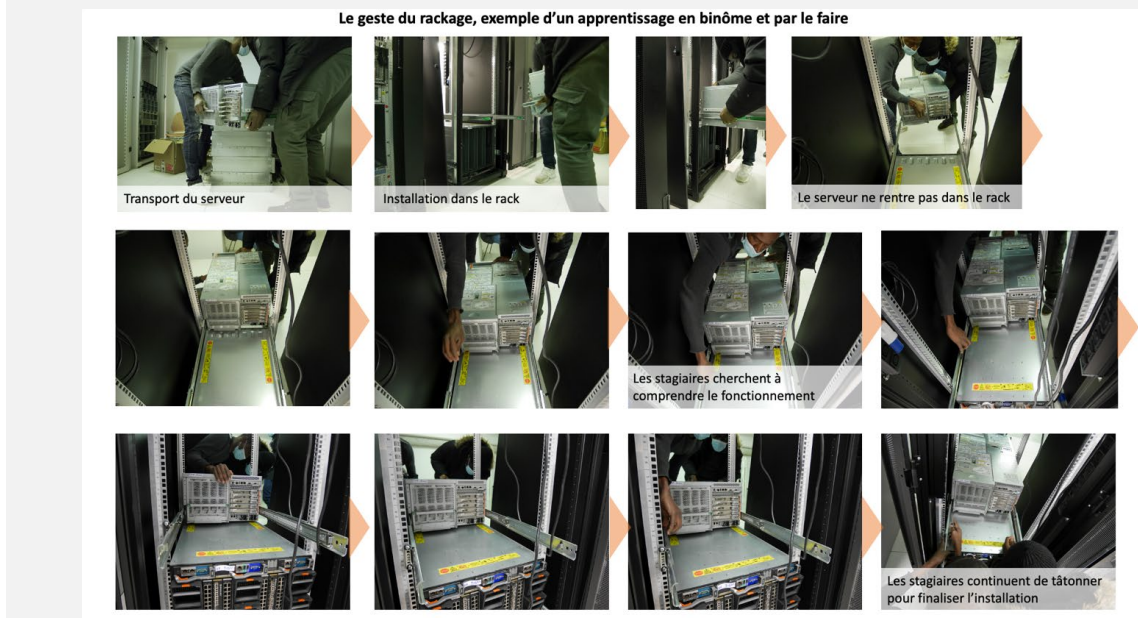 Le geste du rackage, exemple d’un apprentissage en binôme et par le faire
Transport du serveur
Installation dans le rack
Le serveur ne rentre pas dans le rack
Les stagiaires cherchent à
comprendre le fonctionnement
Les stagiaires continuent de tâtonner
pour finaliser l’installation